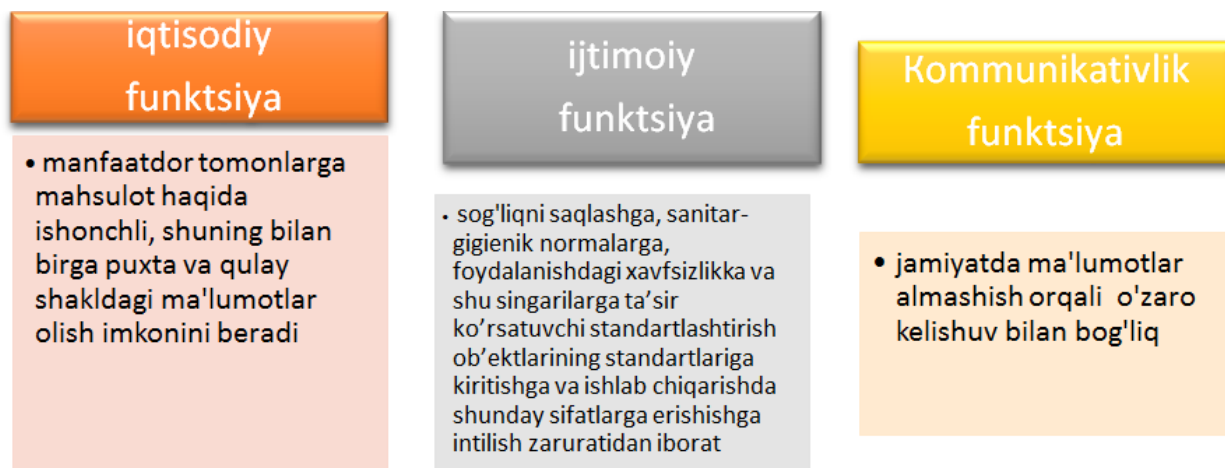 iqtisodiy
funktsiya
• manfaatdor tomonlarga
mahsulot haqida
ishonchli, shuning bilan
birga puxta va qulay
shakldagi ma'lumotlar
olish imkonini beradi
ijtimoiy
funktsiya
• sog'liqni saqlashga, sanitar-
gigienik normalarga,
foydalanishdagi xavfsizlikka va
shu singarilarga ta'sir
ko’rsatuvchi standartlashtirish
ob’ektlarining standartlariga
kiritishga va ishlab chiqarishda
shunday sifatlarga erishishga
intilish zaruratidan iborat
Kommunikativlik
funktsiya
• jamiyatda ma'lumotlar
almashish orqali o'zaro
kelishuv bilan bog'liq